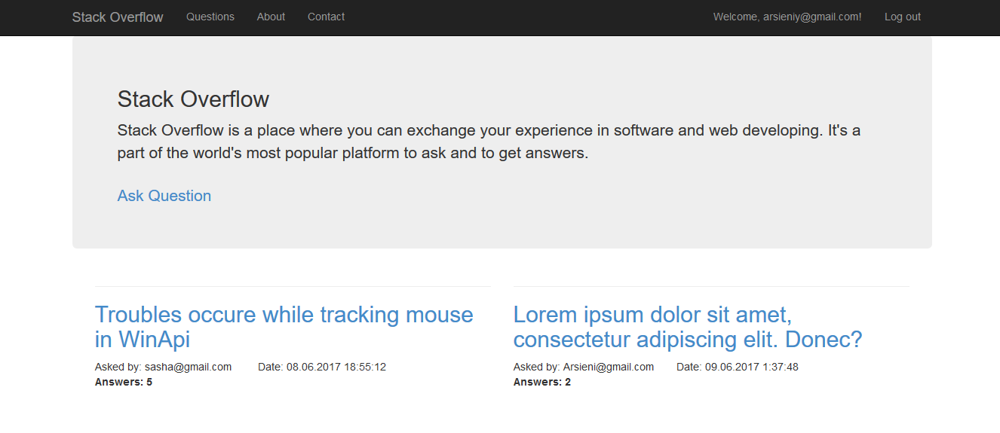 Stack Overflow Questions About Contact Welcome, arsieniy@gmail.com! Log out
Stack Overflow
Stack Overflow is a place where you can exchange your experience in software and web developing. It's a
part of the world's most popular platform to ask and to get answers.
Ask Question
Troubles occure while tracking mouse
in WinApi
Asked by: sasha@gmail.com Date: 08.06.2017 18:55:12
Answers: 5
Lorem ipsum dolor sit amet,
consectetur adipiscing elit. Donec?
Asked by: Arsieni@gmail.com Date: 09.06.2017 1:37:48
Answers: 2